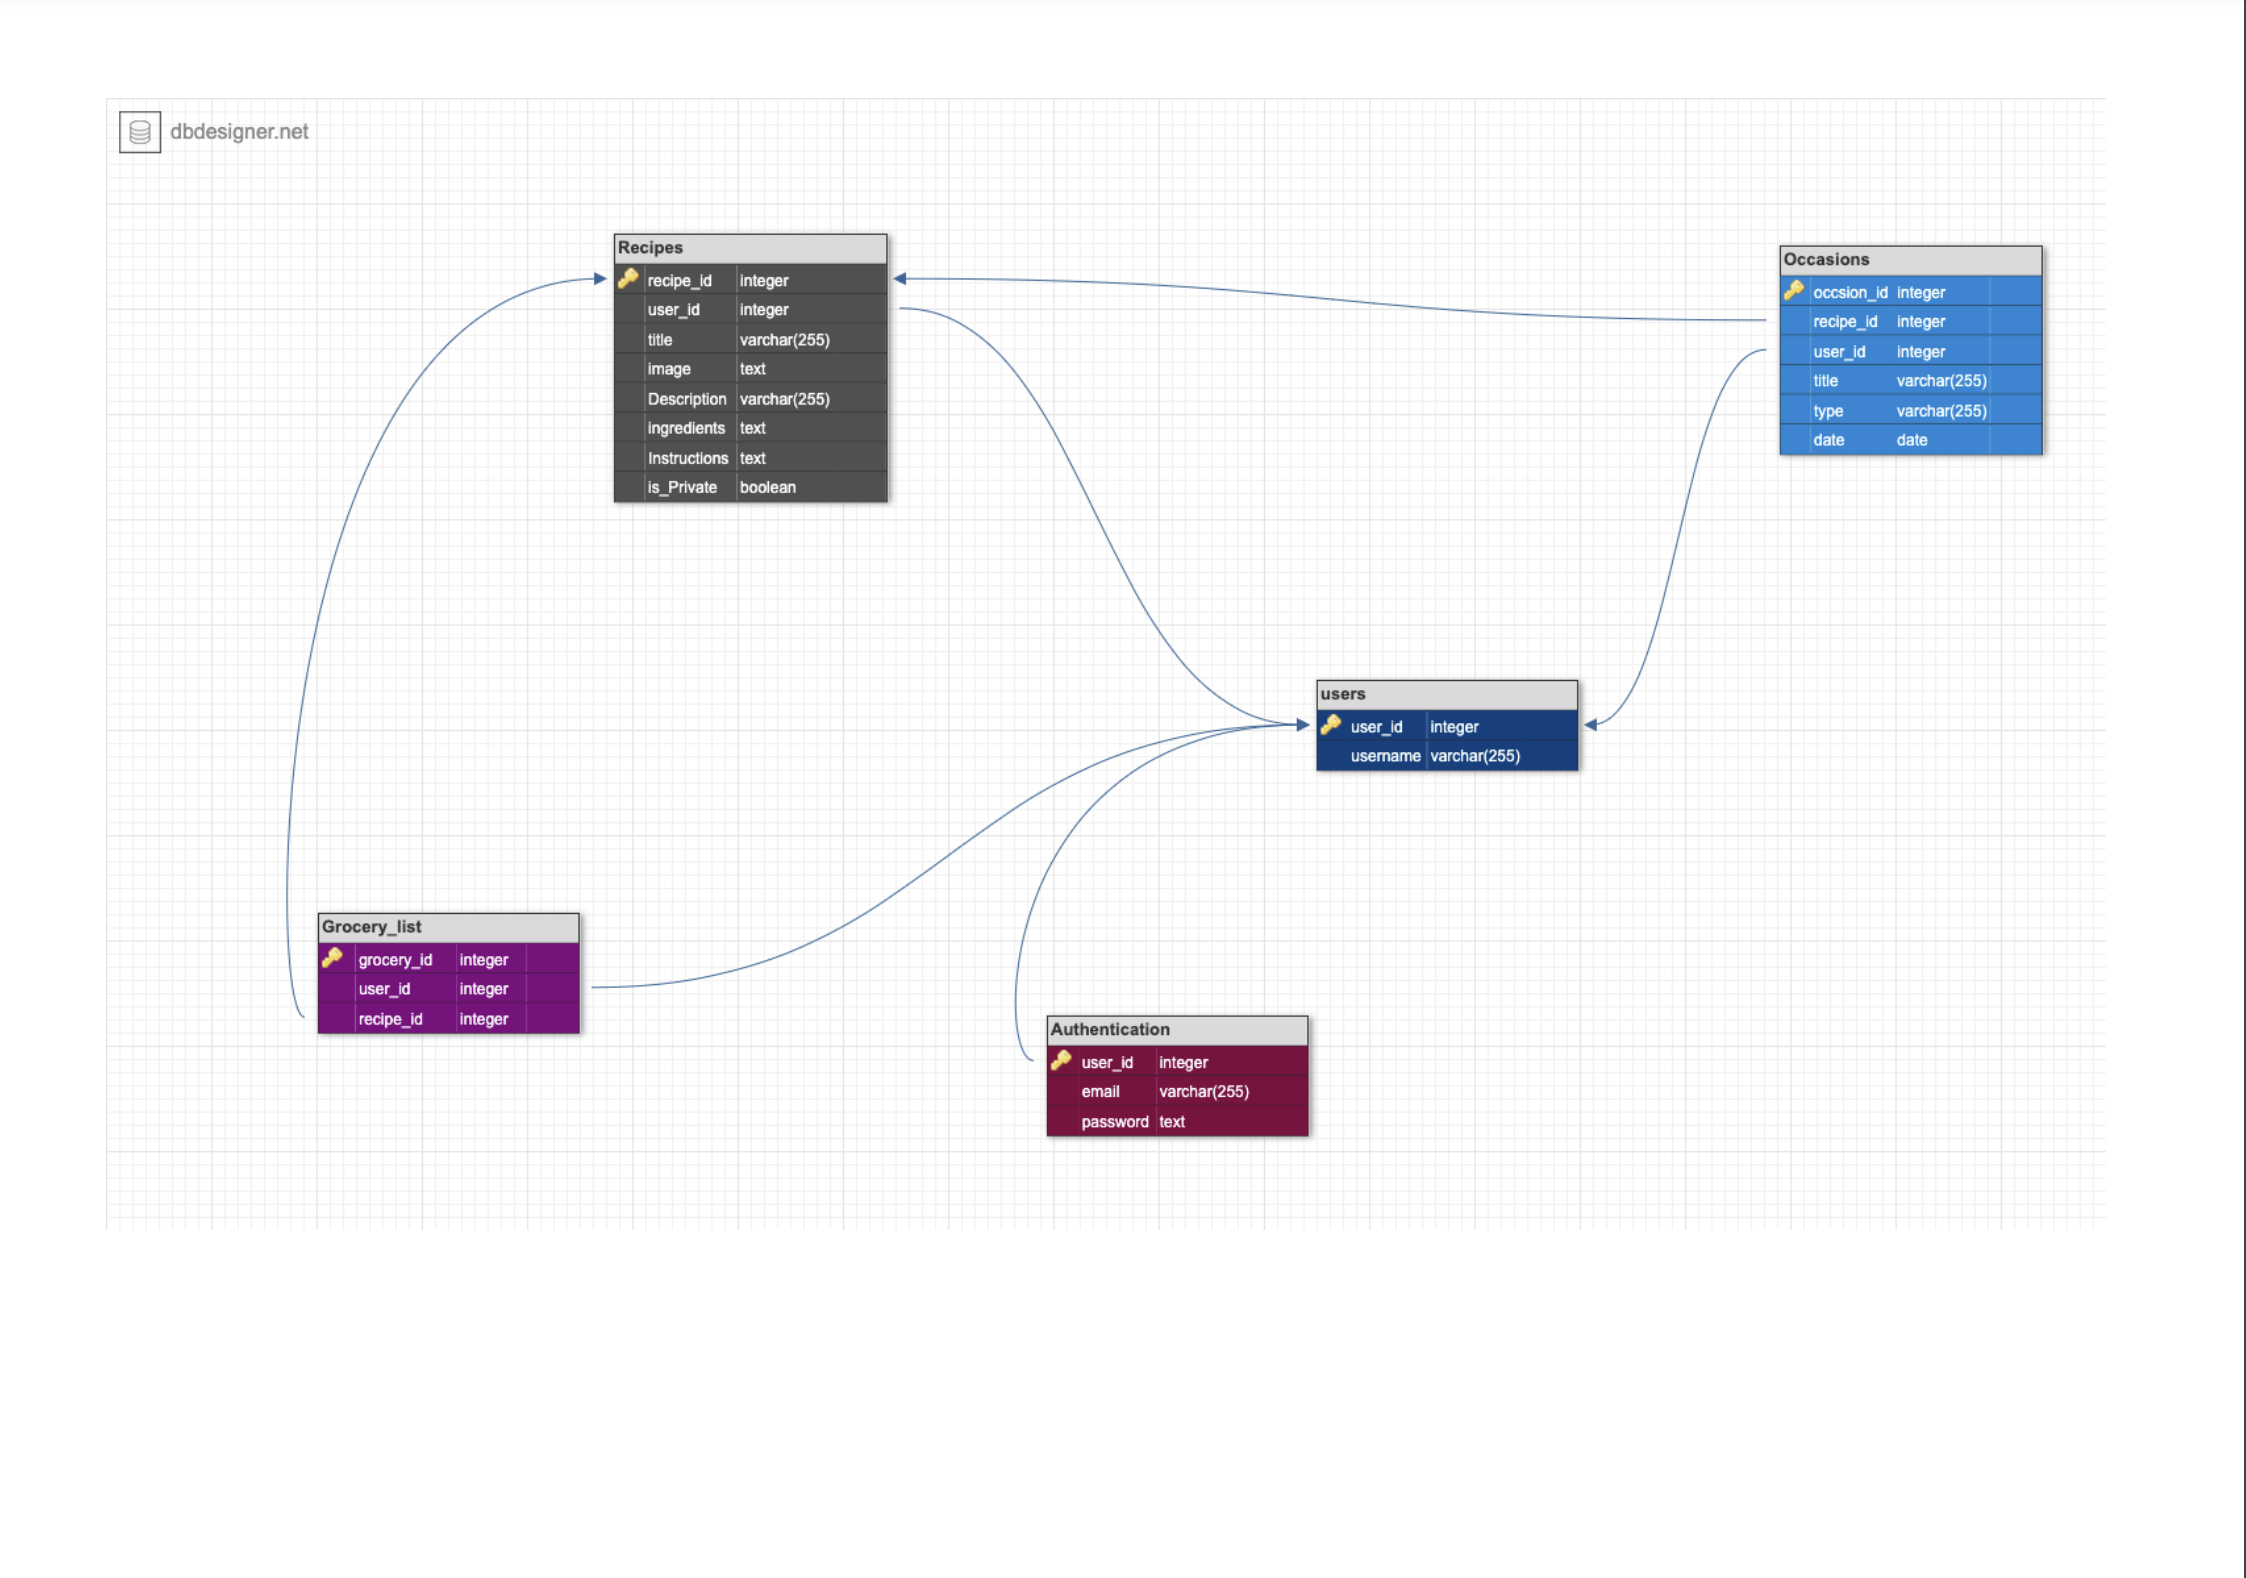 dbdesigner.net
Recipes
recipe_id integer
user_id integer
title varchar(255)
image text
Description varchar(255)
ingredients text
Instructions text
is_Private boolean
Occasions
occsion_id integer
recipe_id integer
user_id integer
title varchar(255)
type varchar(255)
date date
users
user_id integer
username varchar(255)
Grocery_list
grocery_id integer
user_id integer
recipe_id integer
Authentication
user_id integer
email varchar(255)
password text